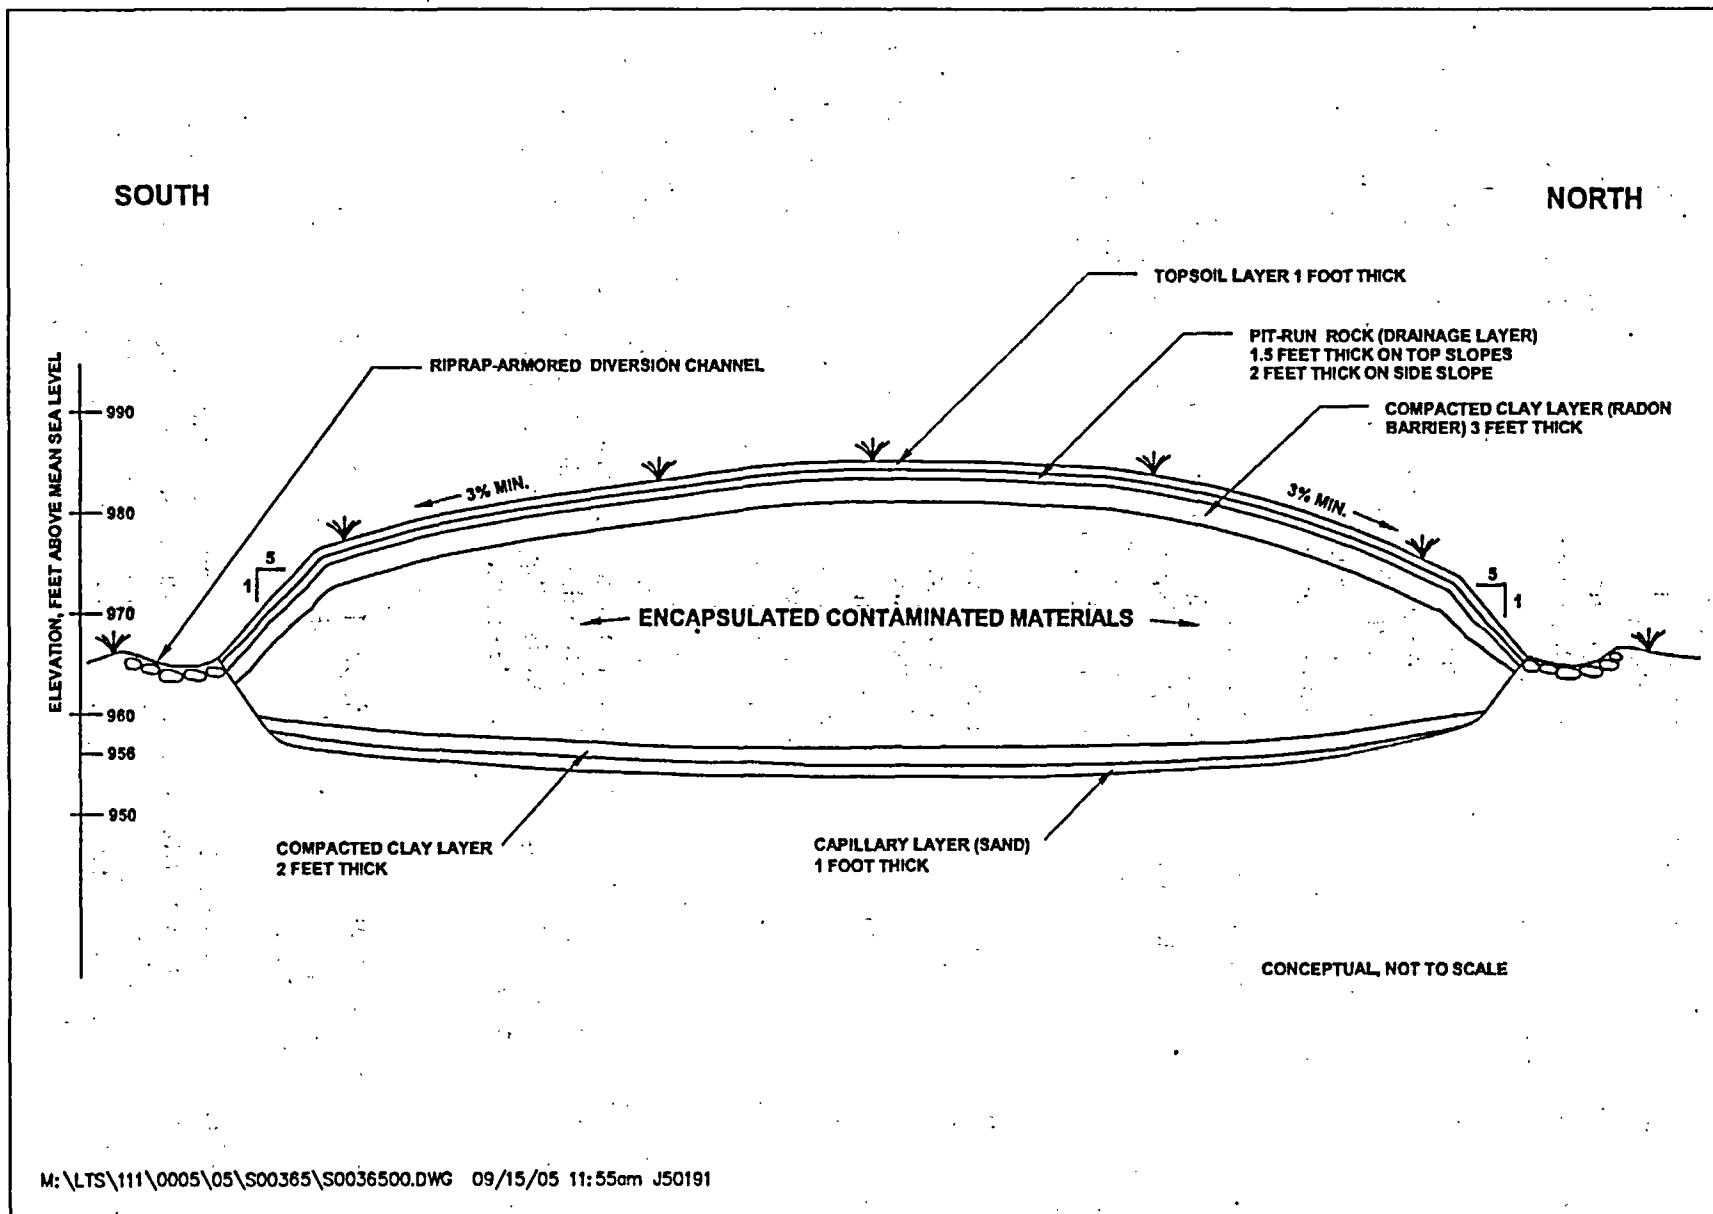 SOUTH
NORTH
TOPSOIL LAYER 1 FOOT THICK
PIT-RUN ROCK (DRAINAGE LAYER)
1.5 FEET THICK ON TOP SLOPES
2 FEET THICK ON SIDE SLOPE
RIPRAP-ARMORED DIVERSION CHANNEL
COMPACTED CLAY LAYER (RADON
BARRIER) 3 FEET THICK
ELEVATION, FEET ABOVE MEAN SEA LEVEL
990
980
970
960
956
950
3% MIN.
3% MIN.
5
1
5
1
ENCAPSULATED CONTAMINATED MATERIALS
COMPACTED CLAY LAYER
2 FEET THICK
CAPILLARY LAYER (SAND)
1 FOOT THICK
CONCEPTUAL, NOT TO SCALE
M:\LTS\111\0005\05\S00365\S0036500.DWG 09/15/05 11:55am J50191